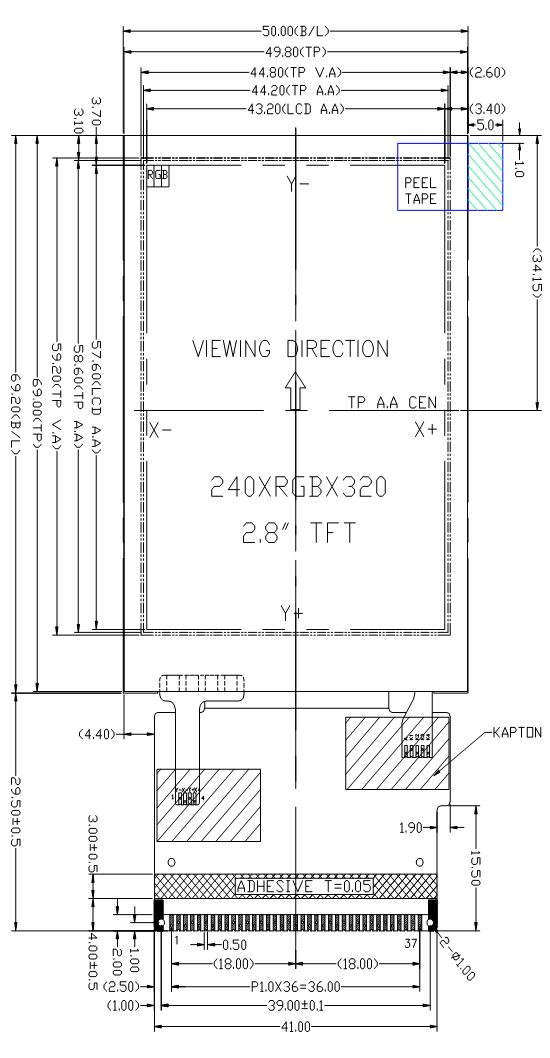 50.00(B/L)
49.80(TP)
44.80(TP V.A)
(2.60)
44.20(TP A.A)
43.20(LCD A.A)
(3.40)
5.0
3.70
3.10
1.0
RGB
Y-
PEEL
TAPE
(34.15)
VIEWING DIRECTION
TP A.A CEN
X-
X+
57.60(LCD A.A)
58.60(TP A.A)
59.20(TP V.A)
69.00(TP)
69.20(B/L)
240XRGBX320
2.8" TFT
Y+
(4.40)
KAPTON
29.50±0.5
1 4
1.90
15.50
3.00±0.5
ADHESIVE T=0.05
4.00±0.5
2.00
1.00
1
0.50
37
2-Ø1.00
(18.00)
(18.00)
(2.50)
P1.0X36=36.00
(1.00)
39.00±0.1
41.00